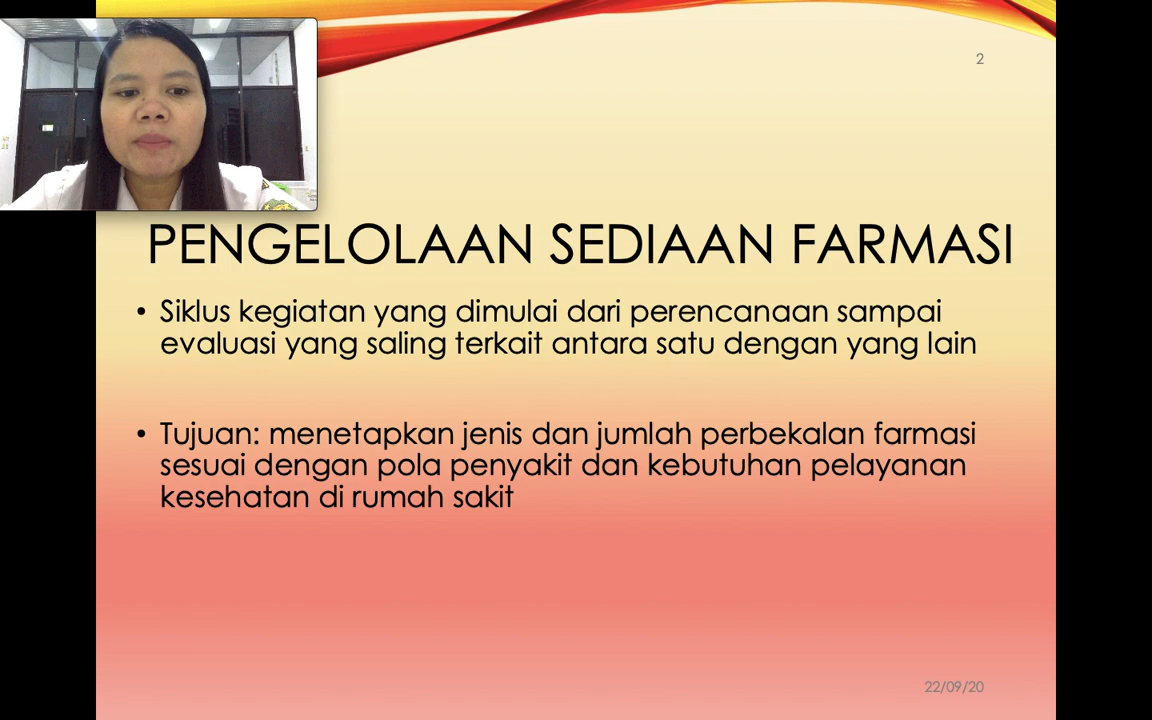 2
PENGELOLAAN SEDIAAN FARMASI
• Siklus kegiatan yang dimulai dari perencanaan sampai
evaluasi yang saling terkait antara satu dengan yang lain
• Tujuan: menetapkan jenis dan jumlah perbekalan farmasi
sesuai dengan pola penyakit dan kebutuhan pelayanan
kesehatan di rumah sakit
22/09/20